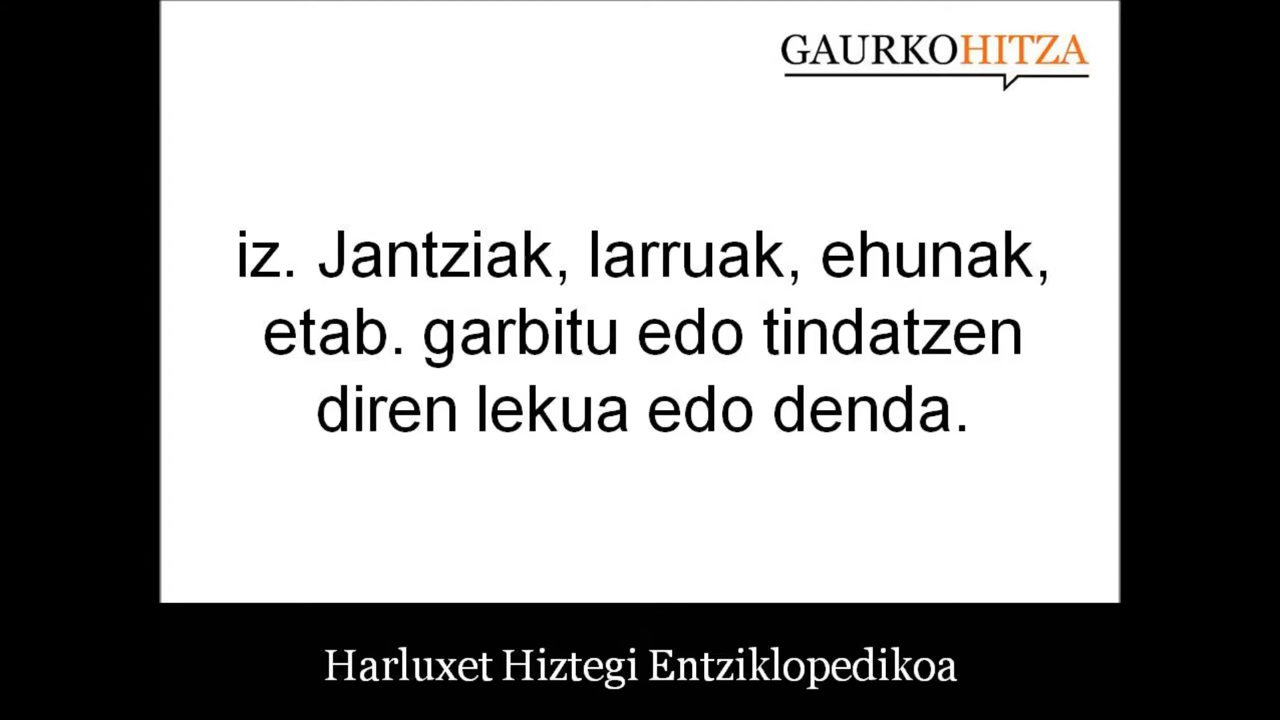 GAURKOHITZA
iz. Jantziak, larruak, ehunak,
etab. garbitu edo tindatzen
diren lekua edo denda.
Harluxet Hiztegi Entziklopedikoa